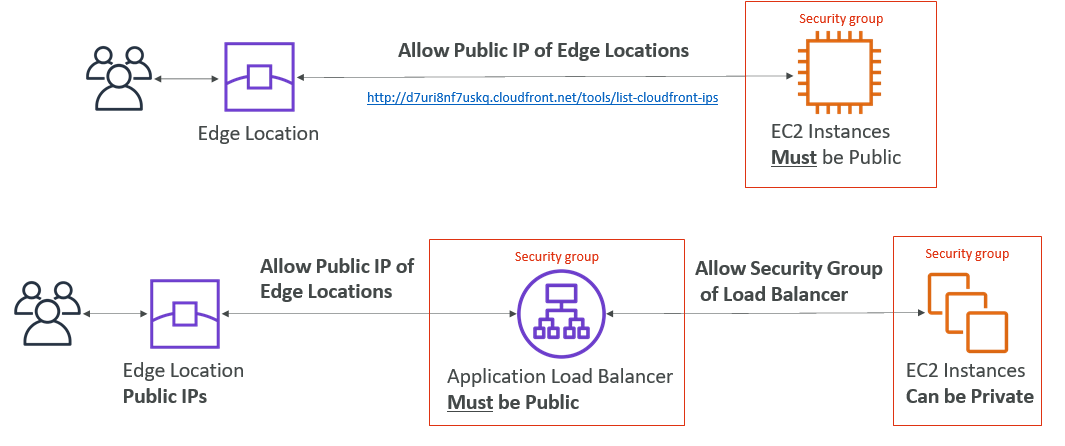 Security group
Allow Public IP of Edge Locations
http://d7uri8nf7uskq.cloudfront.net/tools/list-cloudfront-ips
Edge Location
EC2 Instances
Must be Public
Security group
Allow Public IP of
Edge Locations
Security group
Allow Security Group
of Load Balancer
Edge Location
Public IPs
Application Load Balancer
Must be Public
EC2 Instances
Can be Private